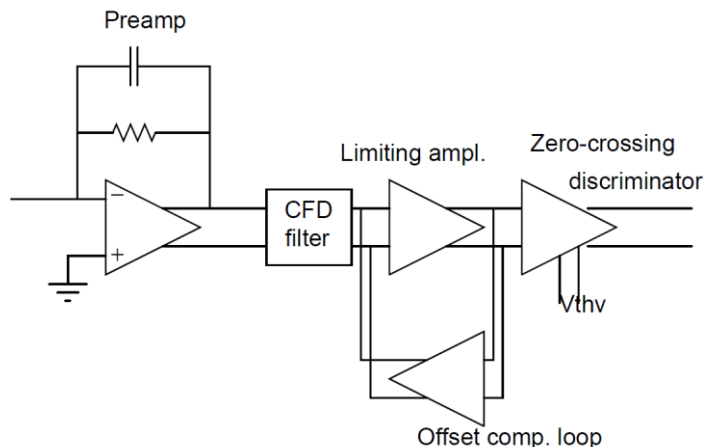 Preamp
Limiting ampl.
Zero-crossing
discriminator
−
CFD
filter
+
Vthv
Offset comp. loop